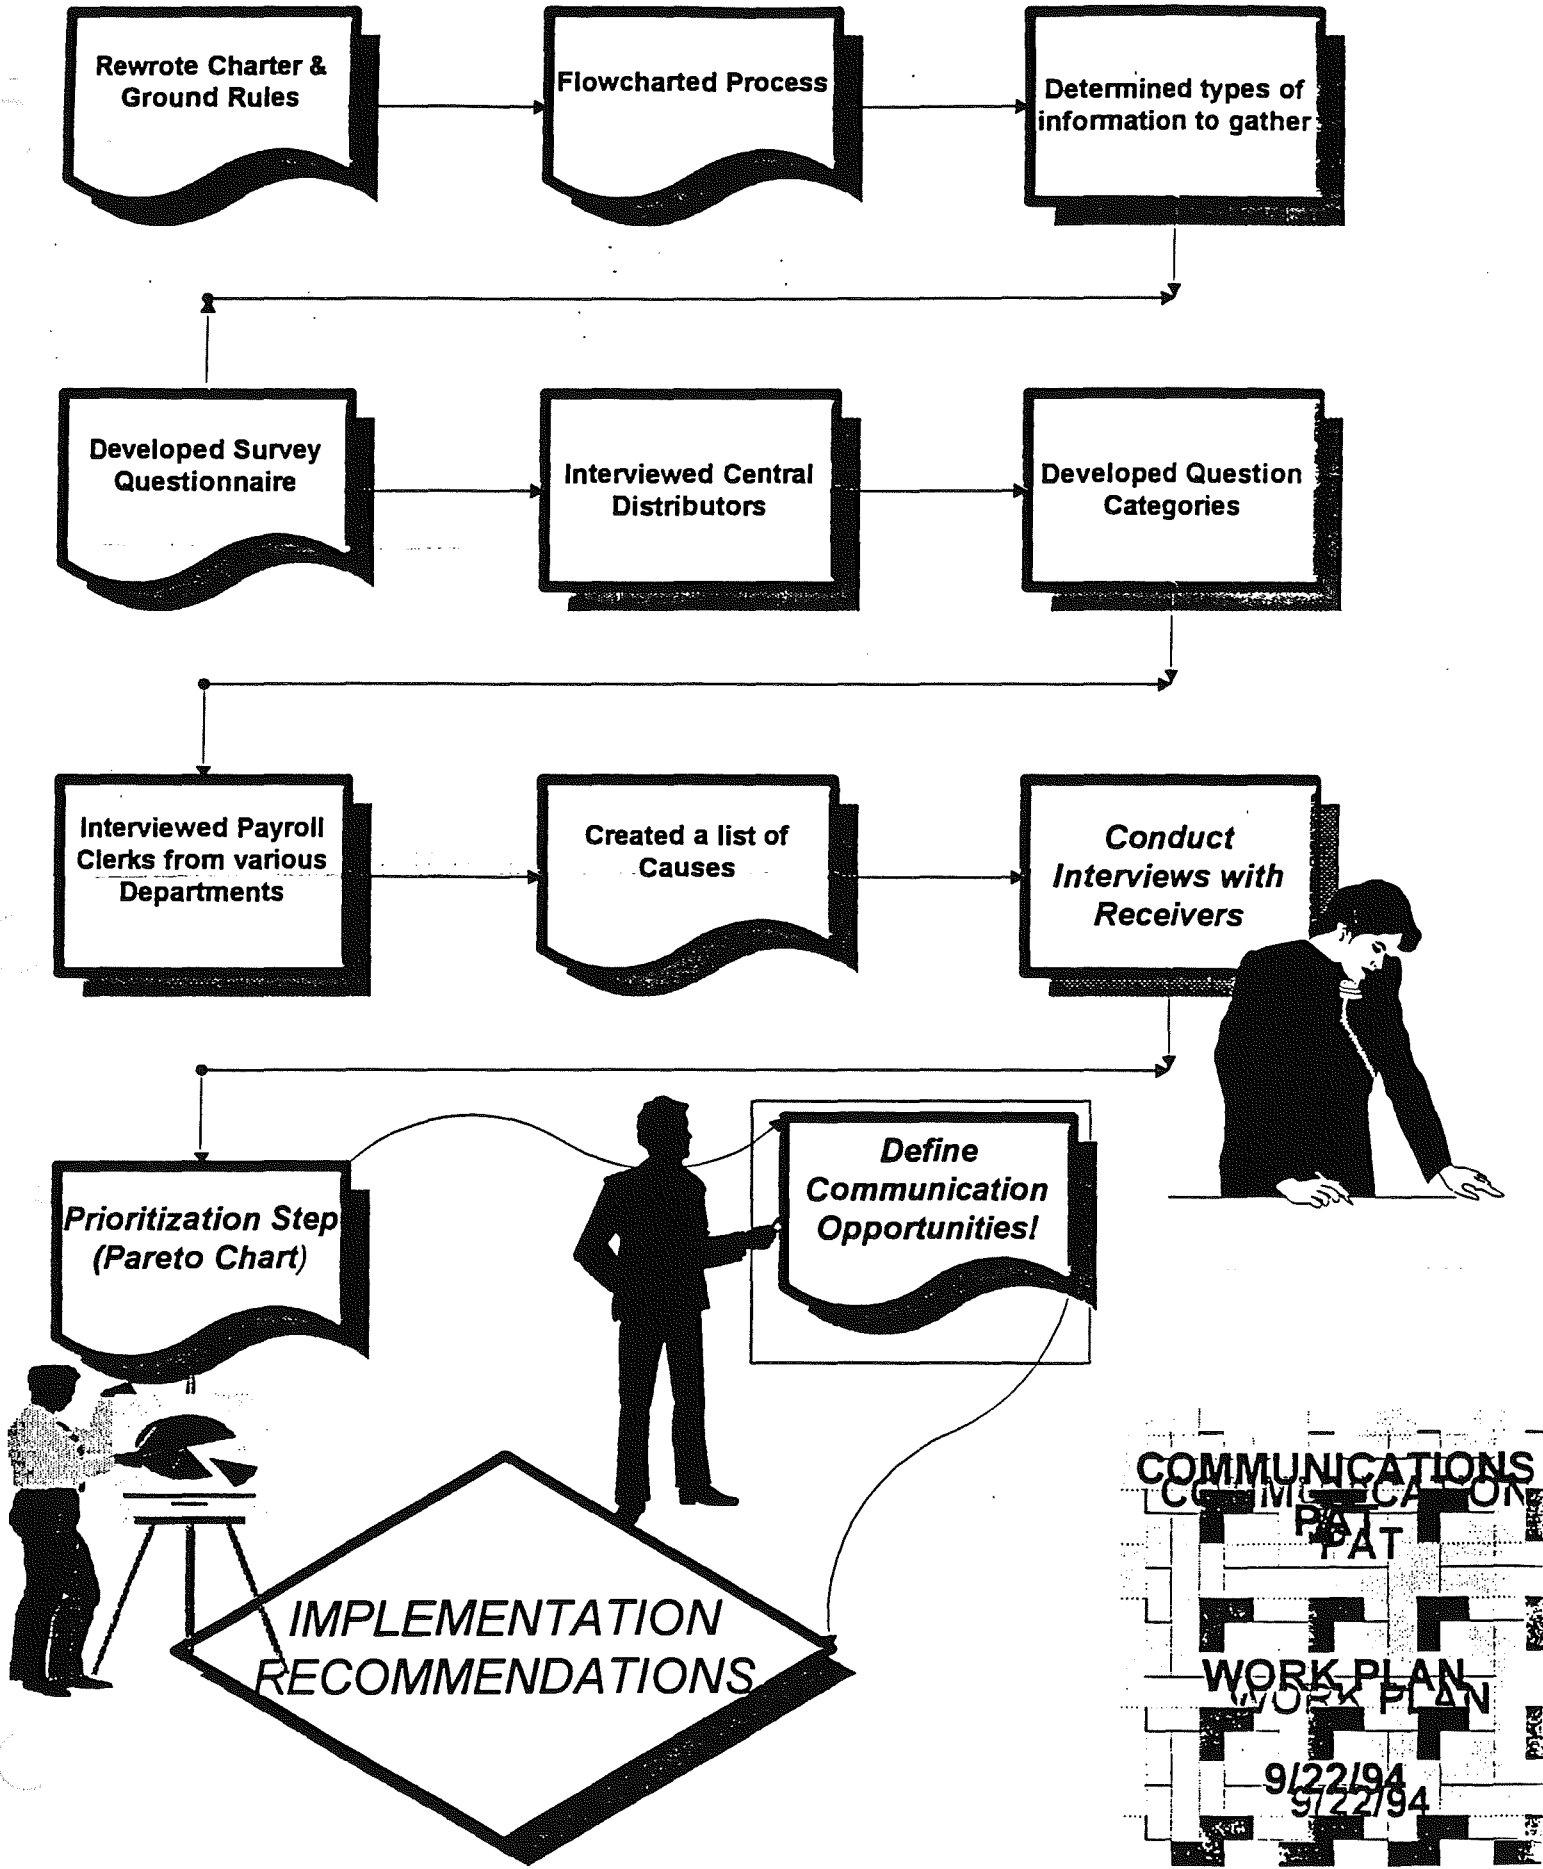 Rewrote Charter &
Ground Rules
Flowcharted Process
Determined types of
information to gather
Developed Survey
Questionnaire
Interviewed Central
Distributors
Developed Question
Categories
Interviewed Payroll
Clerks from various
Departments
Created a list of
Causes
Conduct
Interviews with
Receivers
Prioritization Step
(Pareto Chart)
Define
Communication
Opportunities!
IMPLEMENTATION
RECOMMENDATIONS
COMMUNICATIONS
PAT
WORK PLAN
9/22/94